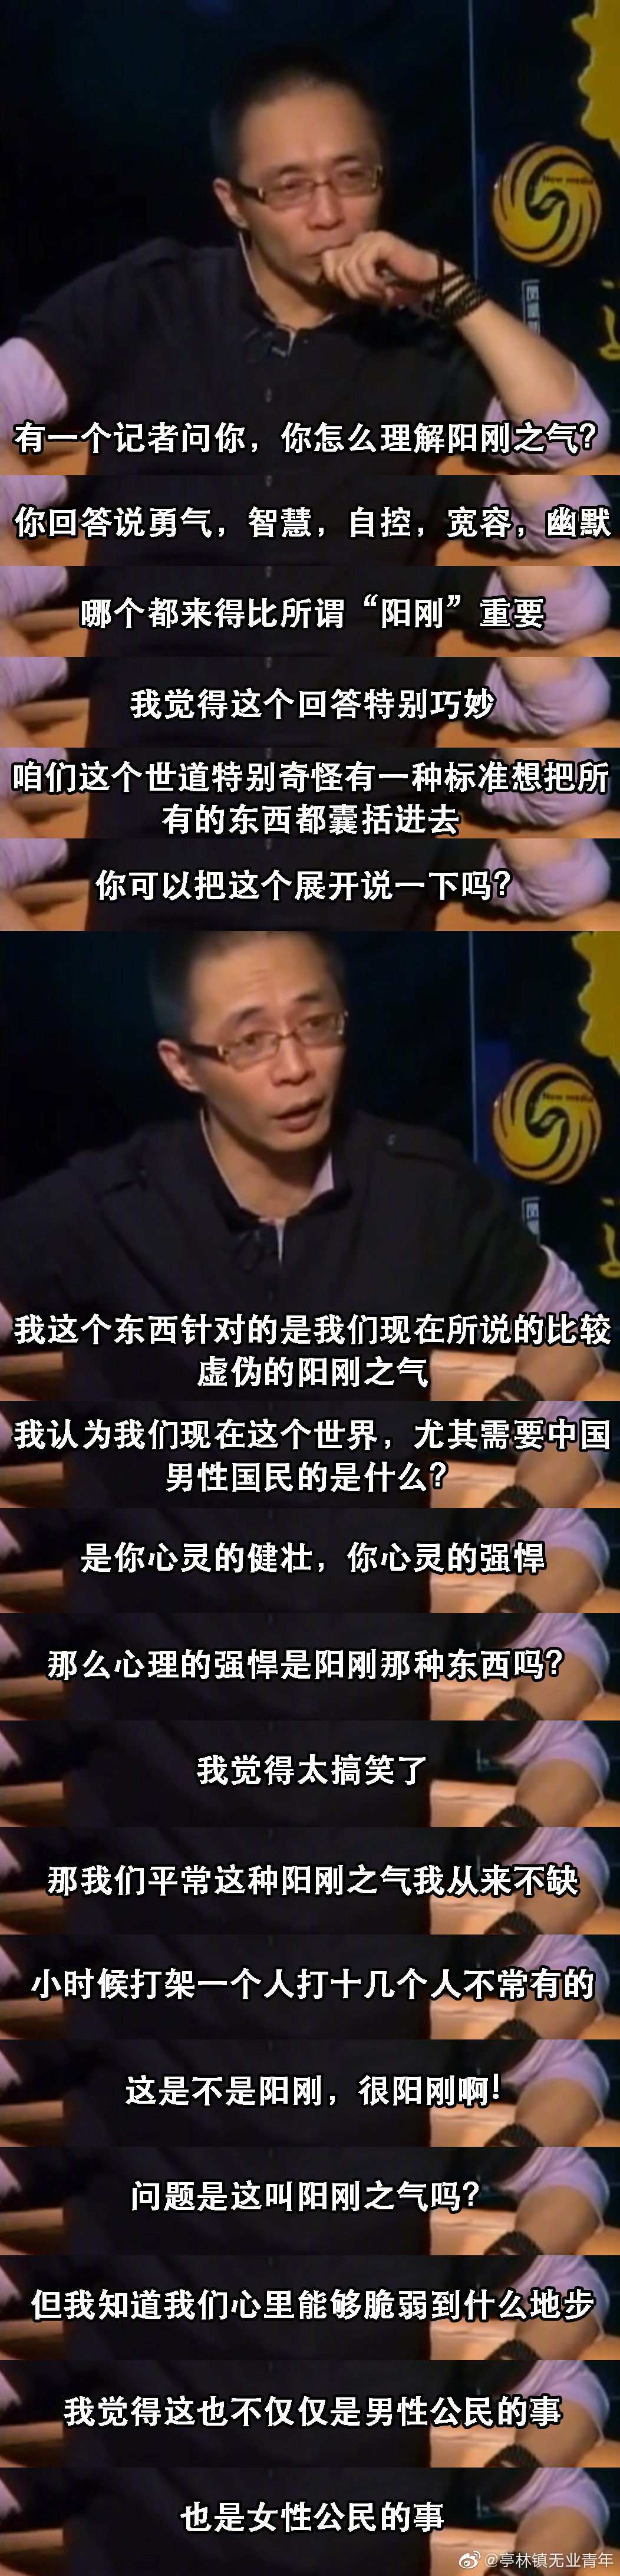 New media
有一个记者问你，你怎么理解阳刚之气？
你回答说勇气，智慧，自控，宽容，幽默
哪个都来得比所谓“阳刚”重要
我觉得这个回答特别巧妙
咱们这个世道特别奇怪有一种标准想把所
有的东西都囊括进去
你可以把这个展开说一下吗？
New media
我这个东西针对的是我们现在所说的比较
虚伪的阳刚之气
我认为我们现在这个世界，尤其需要中国
男性国民的是什么？
是你心灵的健壮，你心灵的强悍
那么心理的强悍是阳刚那种东西吗？
我觉得太搞笑了
那我们平常这种阳刚之气我从来不缺
小时候打架一个人打十几个人不常有的
这是不是阳刚，很阳刚啊！
问题是这叫阳刚之气吗？
但我知道我们心里能够脆弱到什么地步
我觉得这也不仅仅是男性公民的事
也是女性公民的事
@亭林镇无业青年